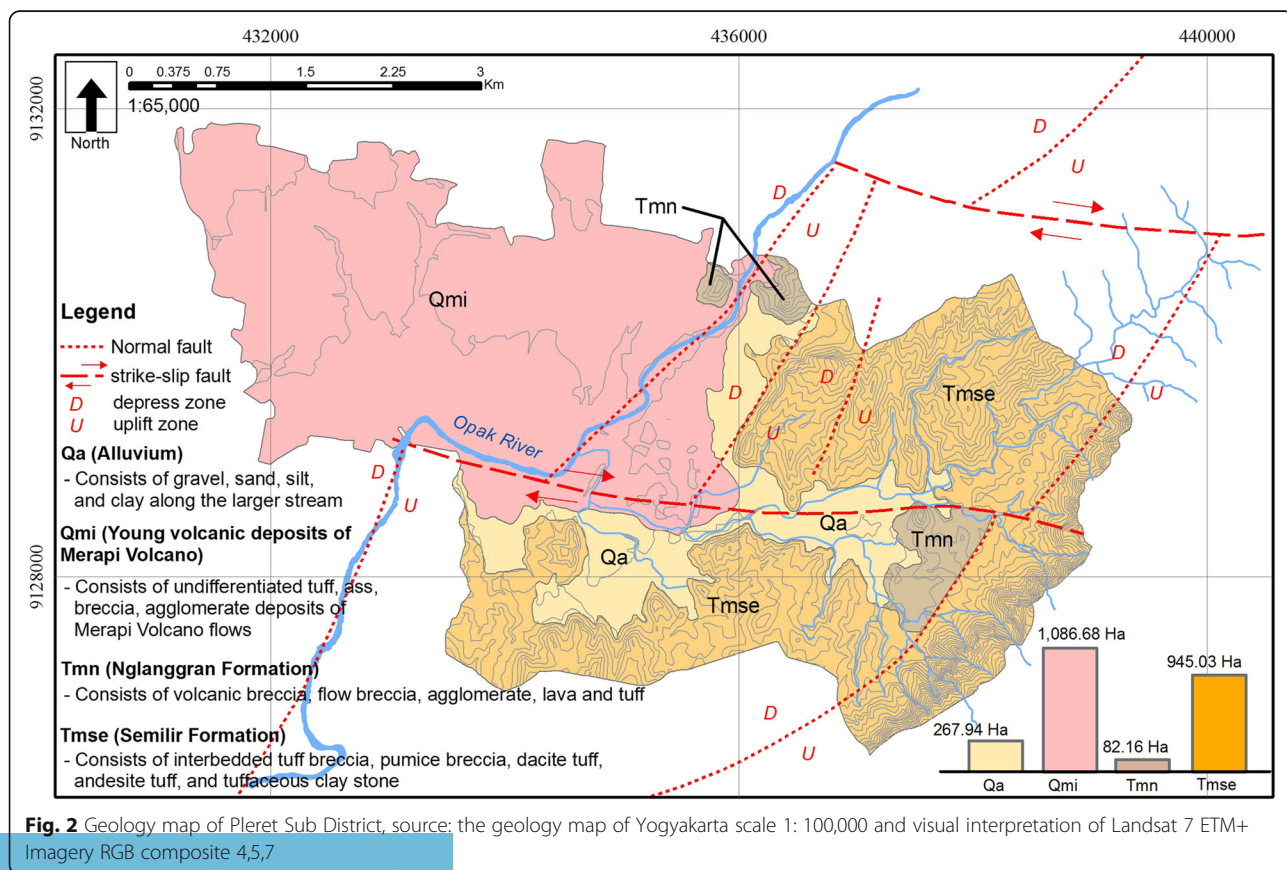 432000
436000
440000
9132000
9128000
0 0.375 0.75 1.5 2.25 3
Km
1:65,000
North
D
U
D
U
Tmn
Qmi
Legend
Normal fault
strike-slip fault
D depress zone
U uplift zone
Qa (Alluvium)
- Consists of gravel, sand, silt,
and clay along the larger stream
Qmi (Young volcanic deposits of
Merapi Volcano)
- Consists of undifferentiated tuff, ass,
breccia, agglomerate deposits of
Merapi Volcano flows
Tmn (Nglanggran Formation)
- Consists of volcanic breccia, flow breccia, agglomerate, lava and tuff
Tmse (Semilir Formation)
- Consists of interbedded tuff breccia, pumice breccia, dacite tuff,
andesite tuff, and tuffaceous clay stone
Opak River
D
U
D
U
D
U
Tmse
D
U
Qa
Qa
Tmn
Tmse
D
U
267.94 Ha
1,086.68 Ha
82.16 Ha
945.03 Ha
Qa
Qmi
Tmn
Tmse
Fig. 2 Geology map of Pleret Sub District, source: the geology map of Yogyakarta scale 1: 100,000 and visual interpretation of Landsat 7 ETM+
Imagery RGB composite 4,5,7